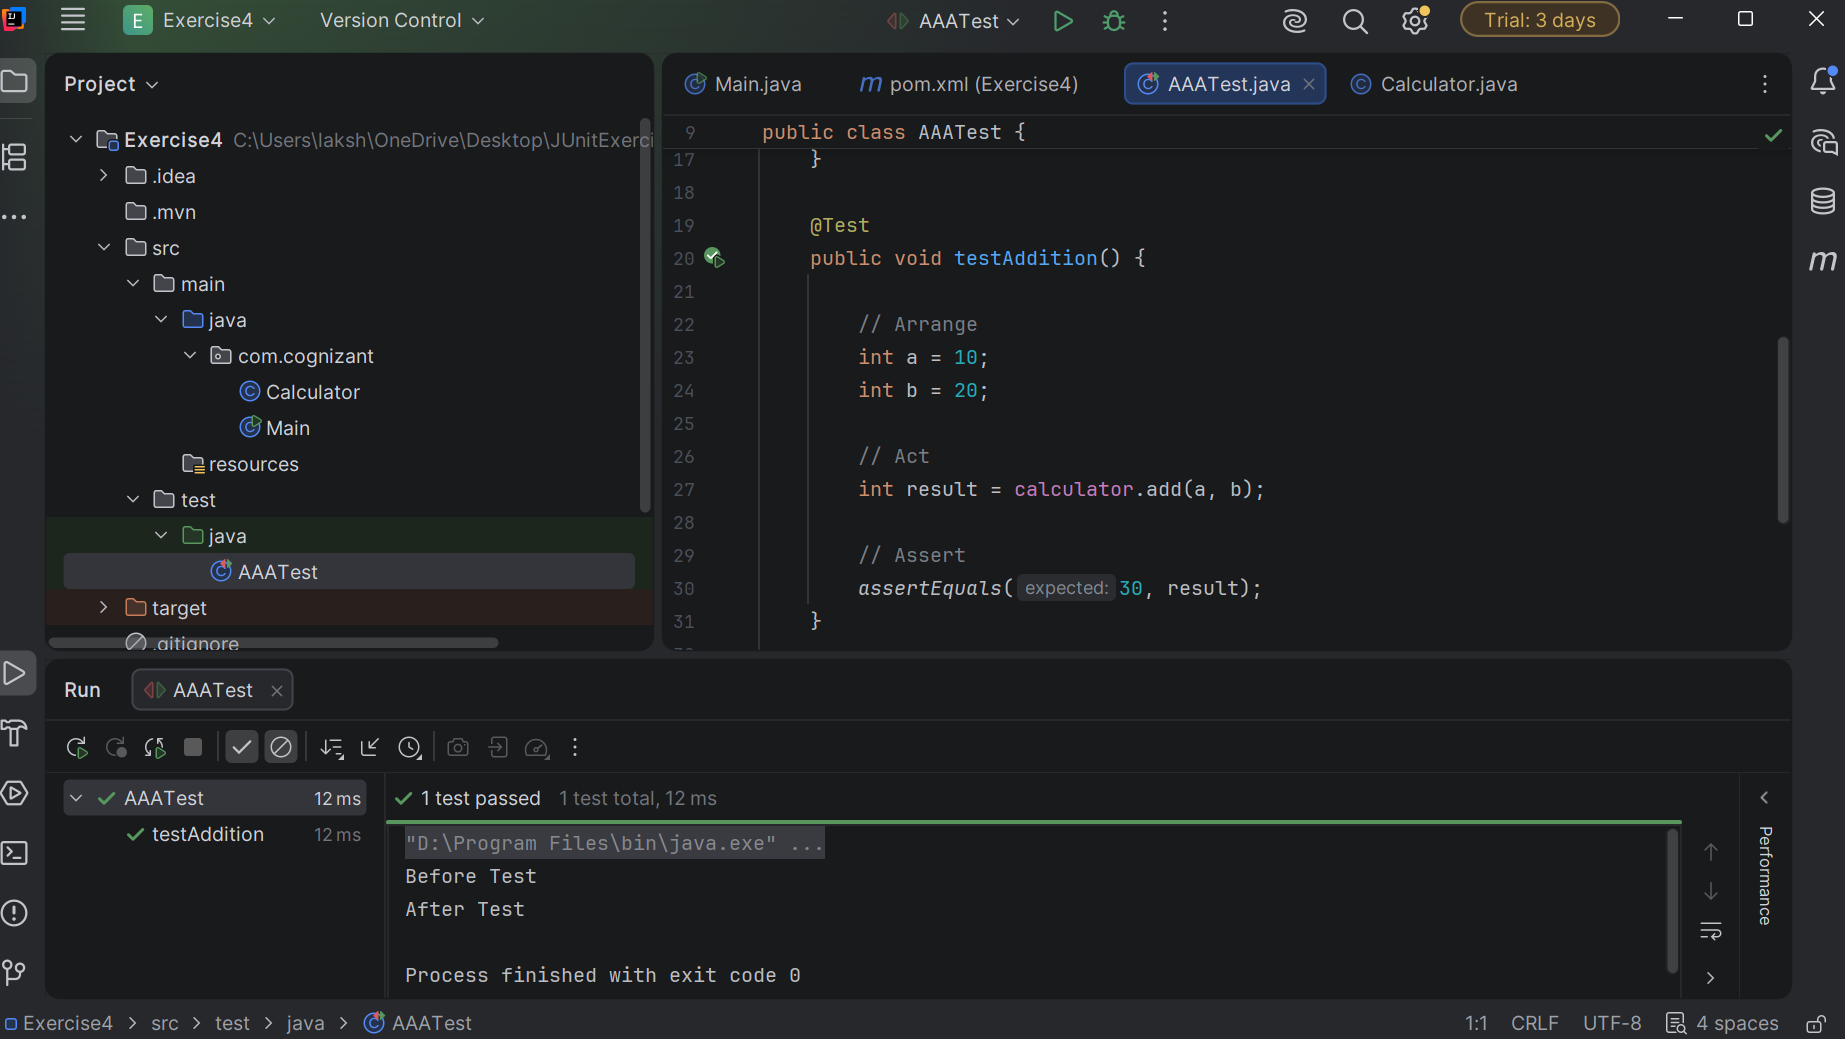 E Exercise4 Version Control AAATest Trial: 3 days
Project
Exercise4 C:\Users\laksh\OneDrive\Desktop\JUnitExerci
.idea
.mvn
src
main
java
com.cognizant
Calculator
Main
resources
test
java
AAATest
target
.gitignore
Main.java m pom.xml (Exercise4) AAATest.java Calculator.java
9 public class AAATest {
17 }
18
19 @Test
20 public void testAddition() {
21
22 // Arrange
23 int a = 10;
24 int b = 20;
25
26 // Act
27 int result = calculator.add(a, b);
28
29 // Assert
30 assertEquals( expected: 30, result);
31 }
m
Run AAATest
AAATest 12 ms
testAddition 12 ms
1 test passed 1 test total, 12 ms
"D:\Program Files\bin\java.exe" ...
Before Test
After Test
Process finished with exit code 0
Performance
Exercise4 > src > test > java > AAATest 1:1 CRLF UTF-8 4 spaces